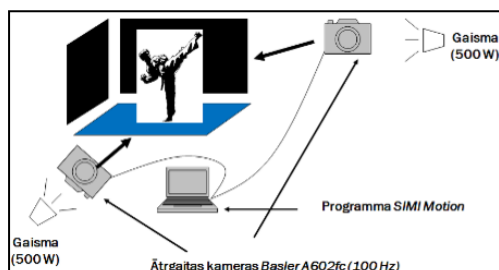 Gaisma
(500 W)
Programma SIMI Motion
Gaisma
(500 W)
Ātrgaitas kameras Basler A602fc (100 Hz)